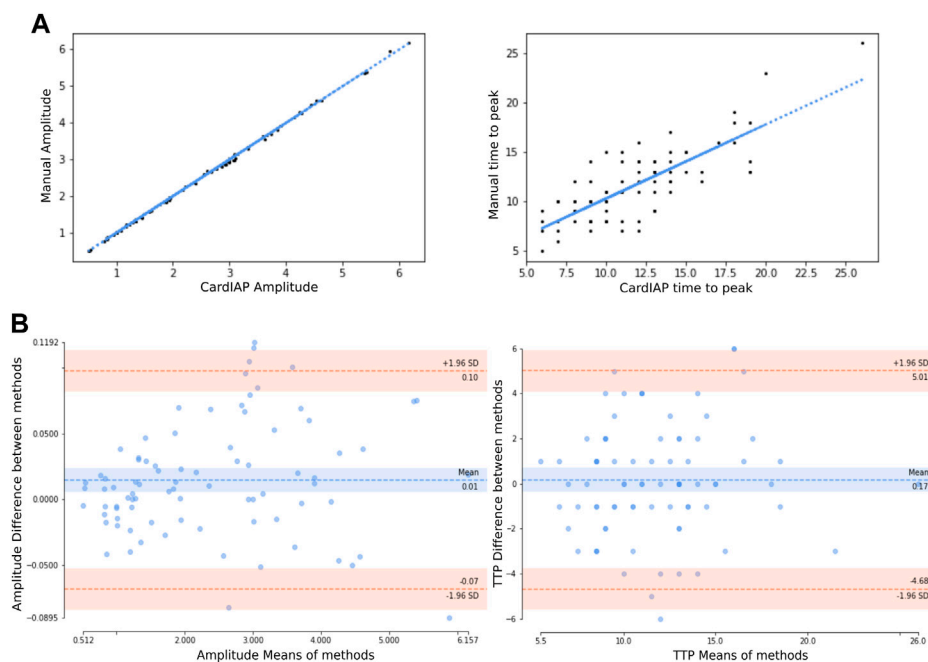 A
Manual Amplitude
6
5
4
3
2
1
1 2 3 4 5 6
CardIAP Amplitude
Manual time to peak
25
20
15
10
5
5.0 7.5 10.0 12.5 15.0 17.5 20.0 22.5 25.0
CardIAP time to peak
B
Amplitude Difference between methods
0.1192
0.0500
0.0000
−0.0500
−0.0895
+1.96 SD
0.10
Mean
0.01
-0.07
-1.96 SD
0.512 2.000 3.000 4.000 5.000 6.157
Amplitude Means of methods
TTP Difference between methods
6
4
2
0
−2
−4
−6
+1.96 SD
5.01
Mean
0.17
-4.68
-1.96 SD
5.5 10.0 15.0 20.0 26.0
TTP Means of methods